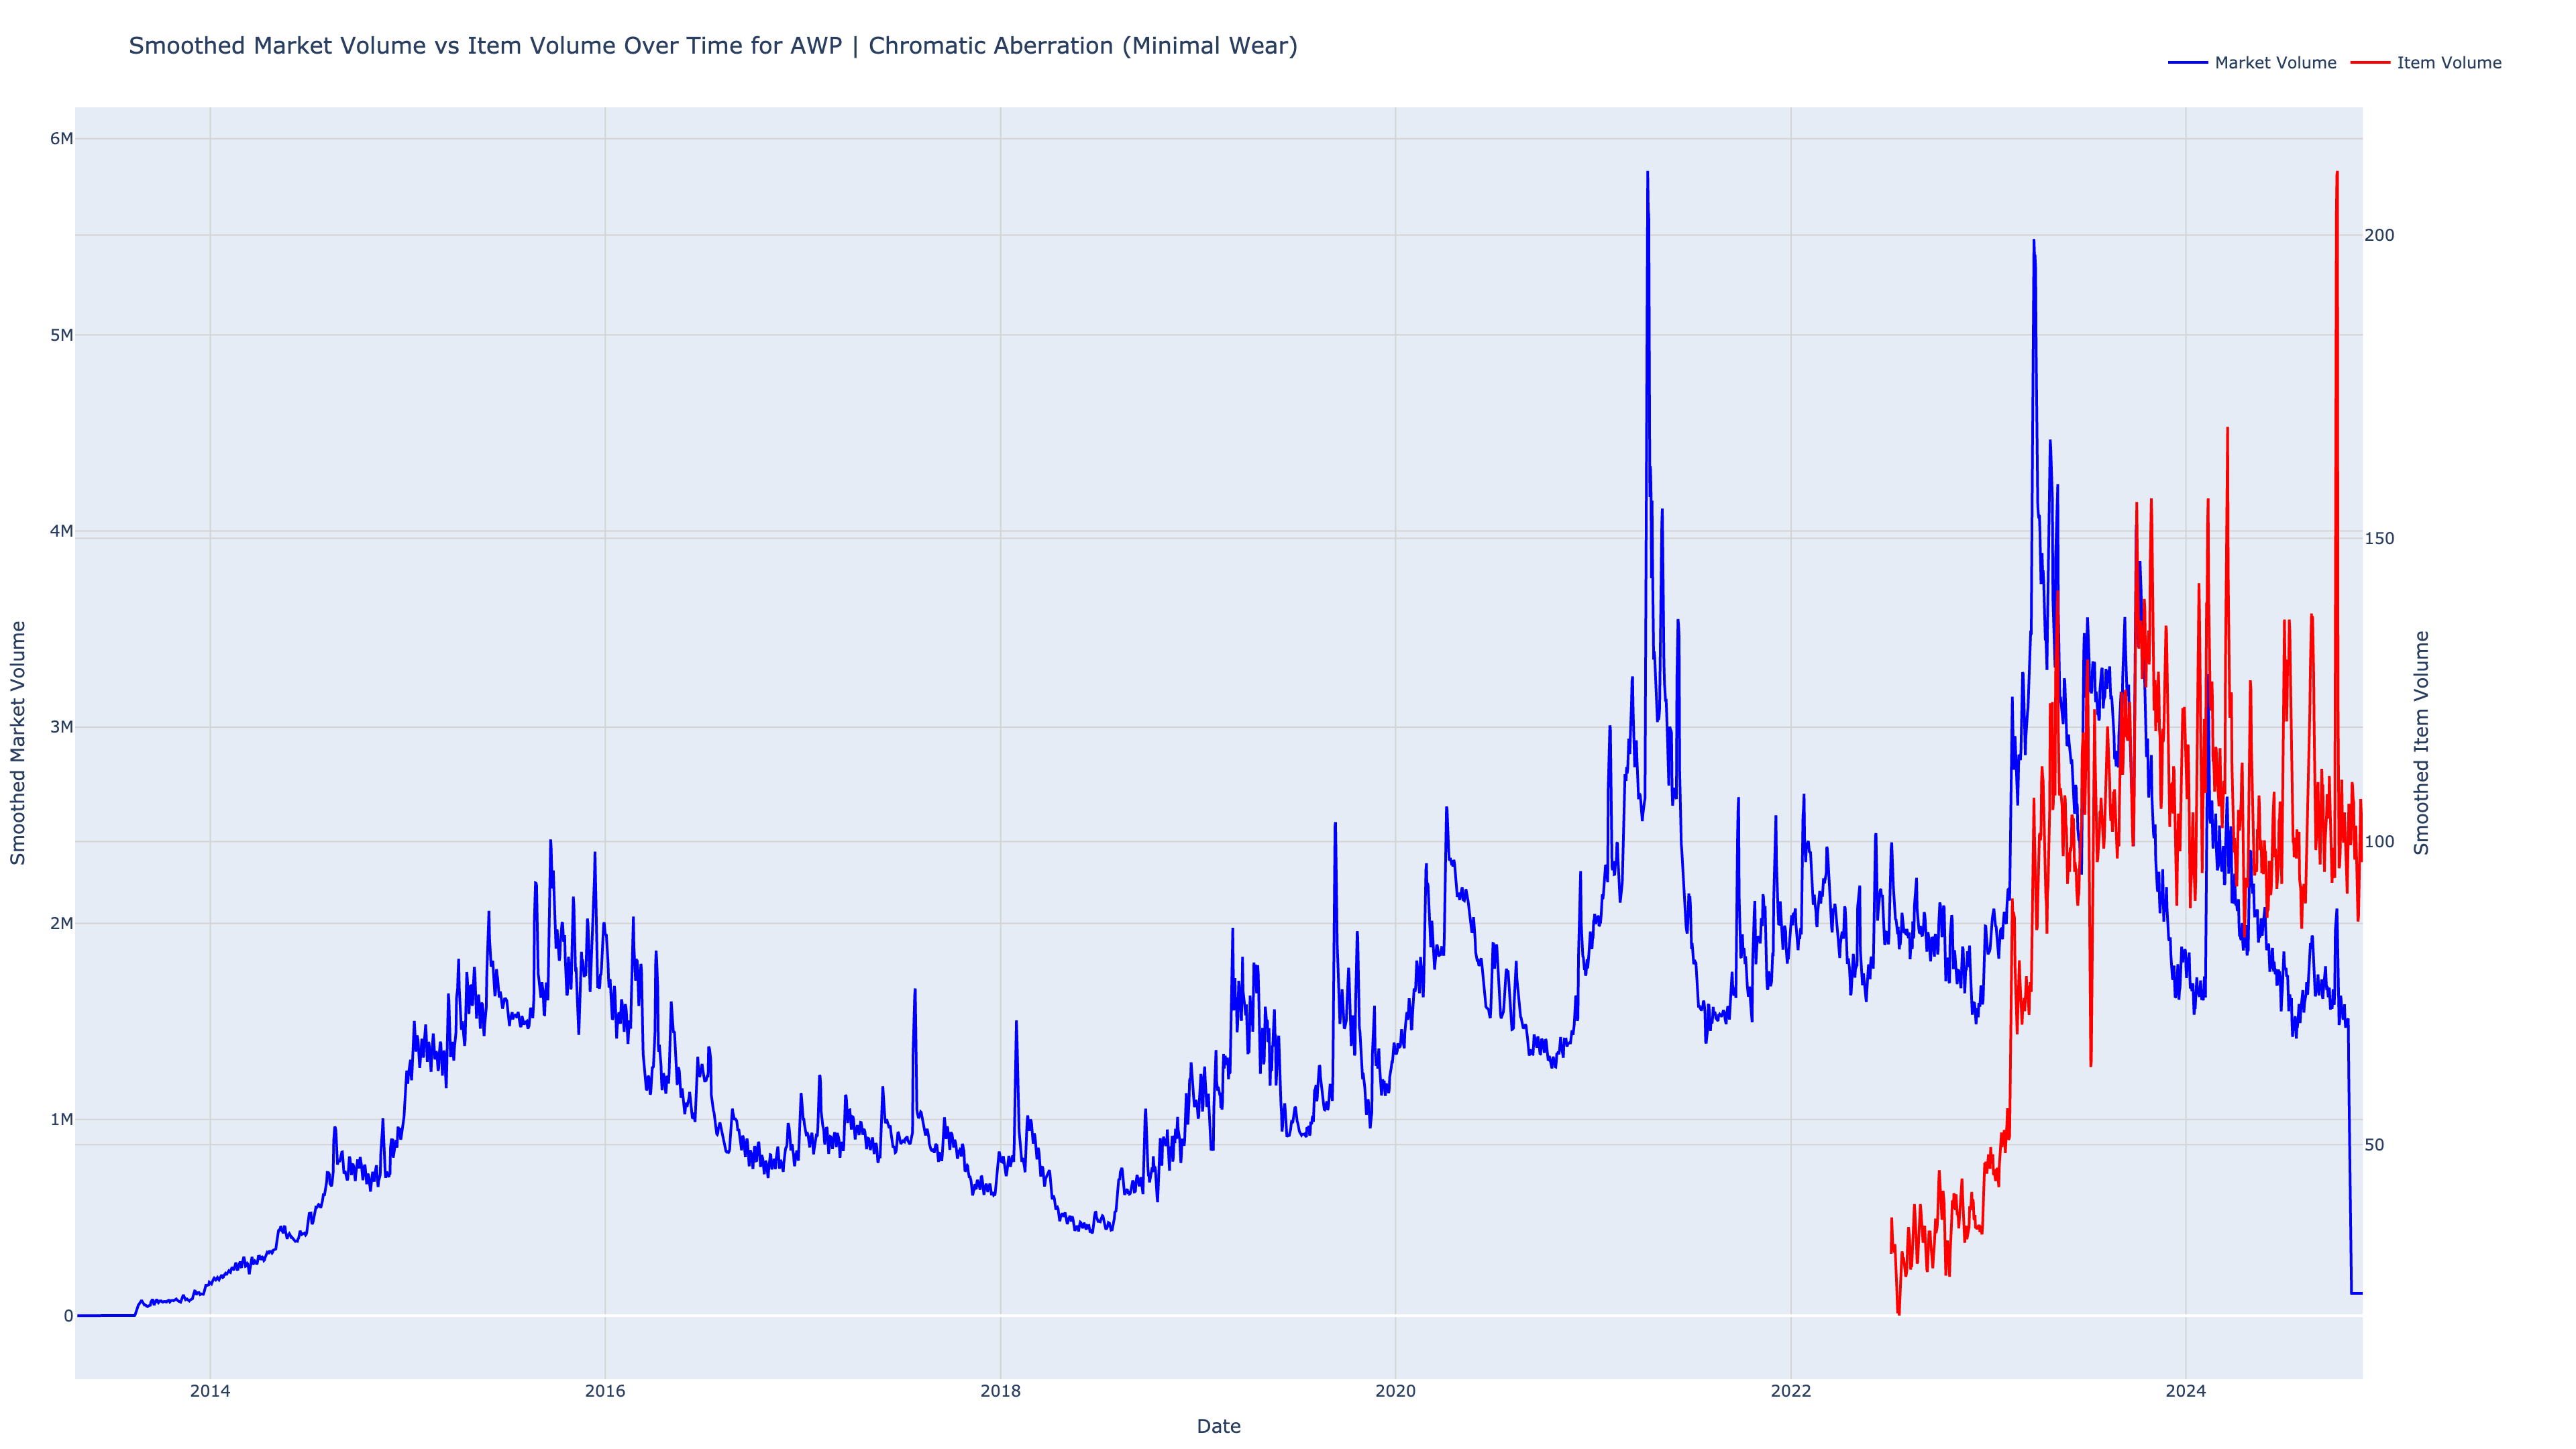 Smoothed Market Volume vs Item Volume Over Time for AWP | Chromatic Aberration (Minimal Wear)
Market Volume
Item Volume
6M
5M
4M
3M
2M
1M
0
Smoothed Market Volume
200
150
100
50
Smoothed Item Volume
2014
2016
2018
2020
2022
2024
Date